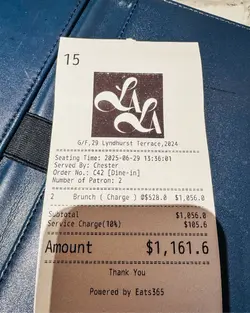 15
LALA
G/F,29 Lyndhurst Terrace,2024
Seating Time: 2025-06-29 13:36:01
Served By: Chester
Order No.: C42 [Dine-in]
Number of Patron: 2
2 Brunch ( Charge ) @$528.0 $1,056.0
Subtotal $1,056.0
Service Charge(10%) $105.6
Amount $1,161.6
Thank You
Powered by Eats365